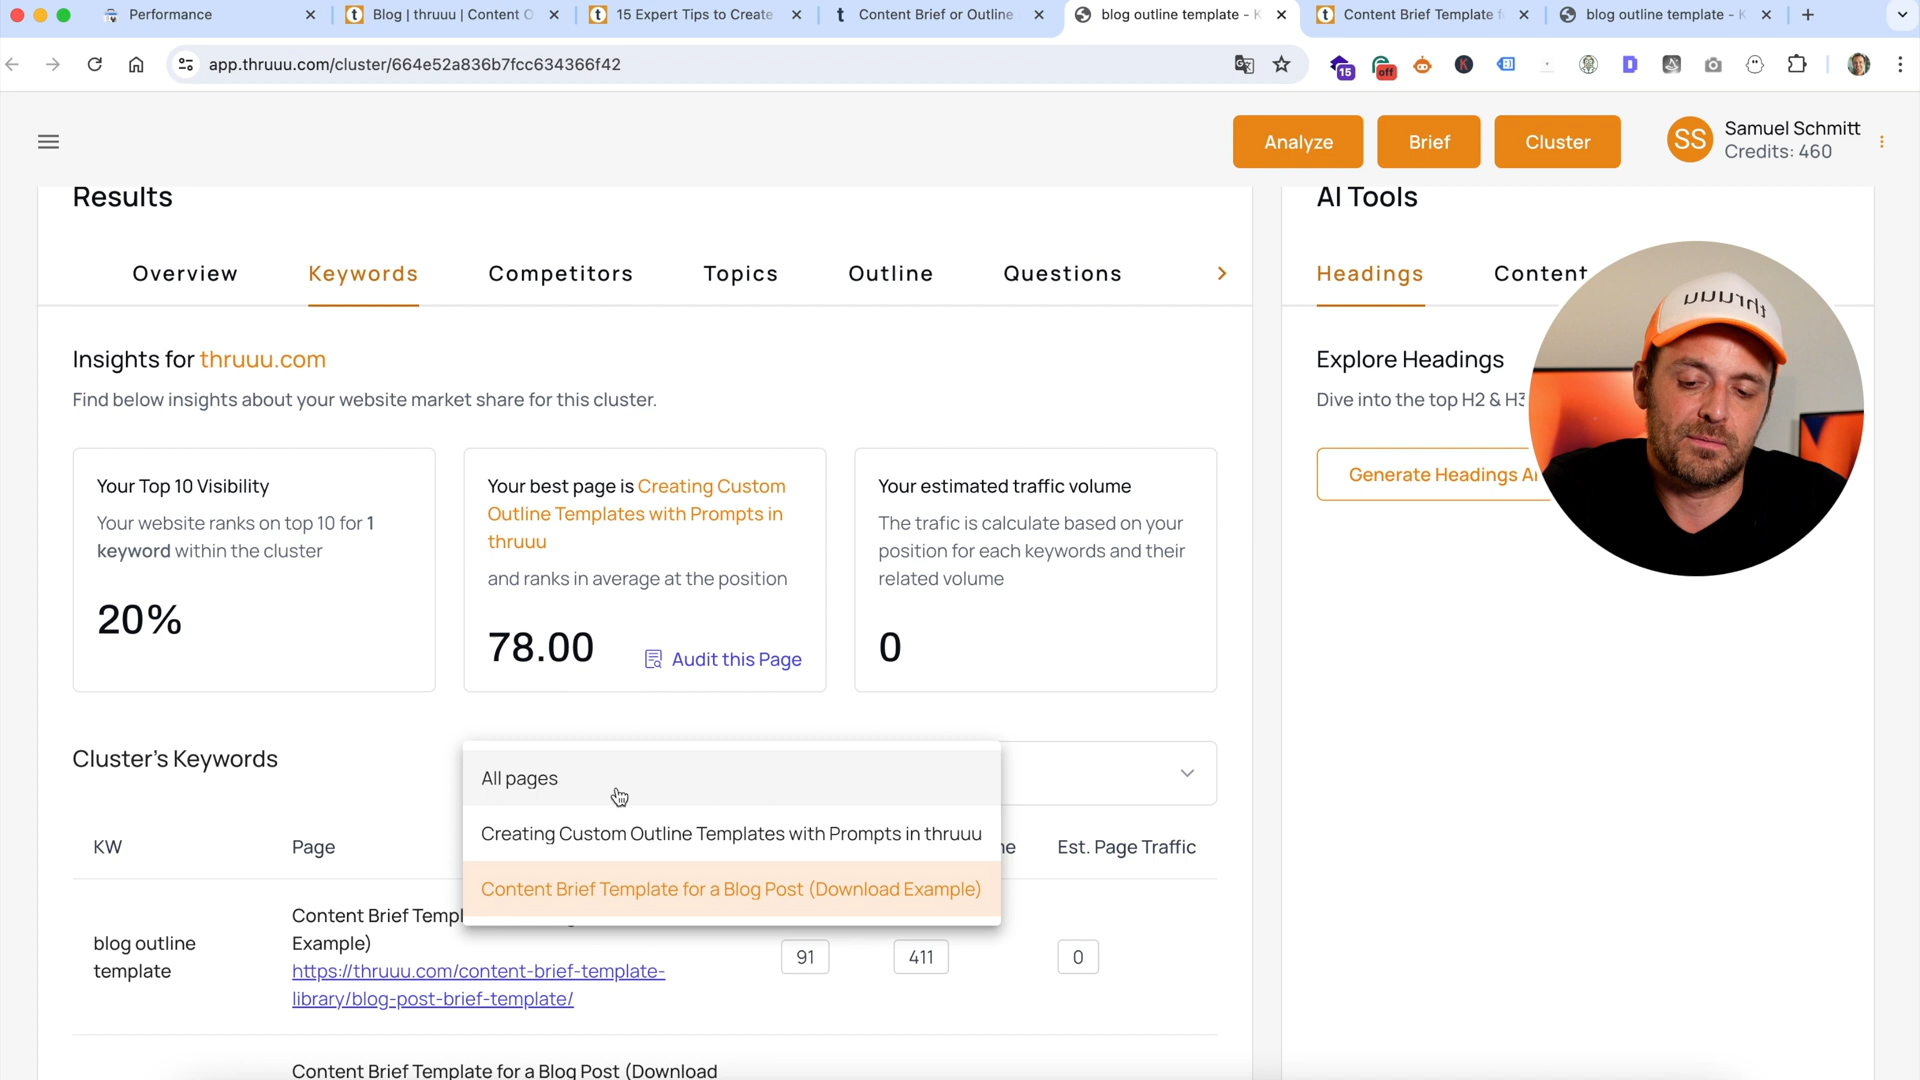 Performance
Blog | thruuu | Content O
15 Expert Tips to Create
Content Brief or Outline
blog outline template - K
Content Brief Template f
blog outline template - K
app.thruuu.com/cluster/664e52a836b7fcc634366f42
15
off
K
D
Analyze
Brief
Cluster
SS
Samuel Schmitt
Credits: 460
Results
AI Tools
Overview
Keywords
Competitors
Topics
Outline
Questions
Headings
Content
thruuu
Insights for thruuu.com
Find below insights about your website market share for this cluster.
Explore Headings
Dive into the top H2 & H3
Generate Headings
Your Top 10 Visibility
Your website ranks on top 10 for 1
keyword within the cluster
20%
Your best page is Creating Custom
Outline Templates with Prompts in
thruuu
and ranks in average at the position
78.00
Audit this Page
Your estimated traffic volume
The trafic is calculate based on your
position for each keywords and their
related volume
0
Cluster's Keywords
All pages
Creating Custom Outline Templates with Prompts in thruuu
Content Brief Template for a Blog Post (Download Example)
KW
Page
Est. Page Traffic
blog outline
template
Content Brief Templ
Example)
https://thruuu.com/content-brief-template-
library/blog-post-brief-template/
91
411
0
Content Brief Template for a Blog Post (Download